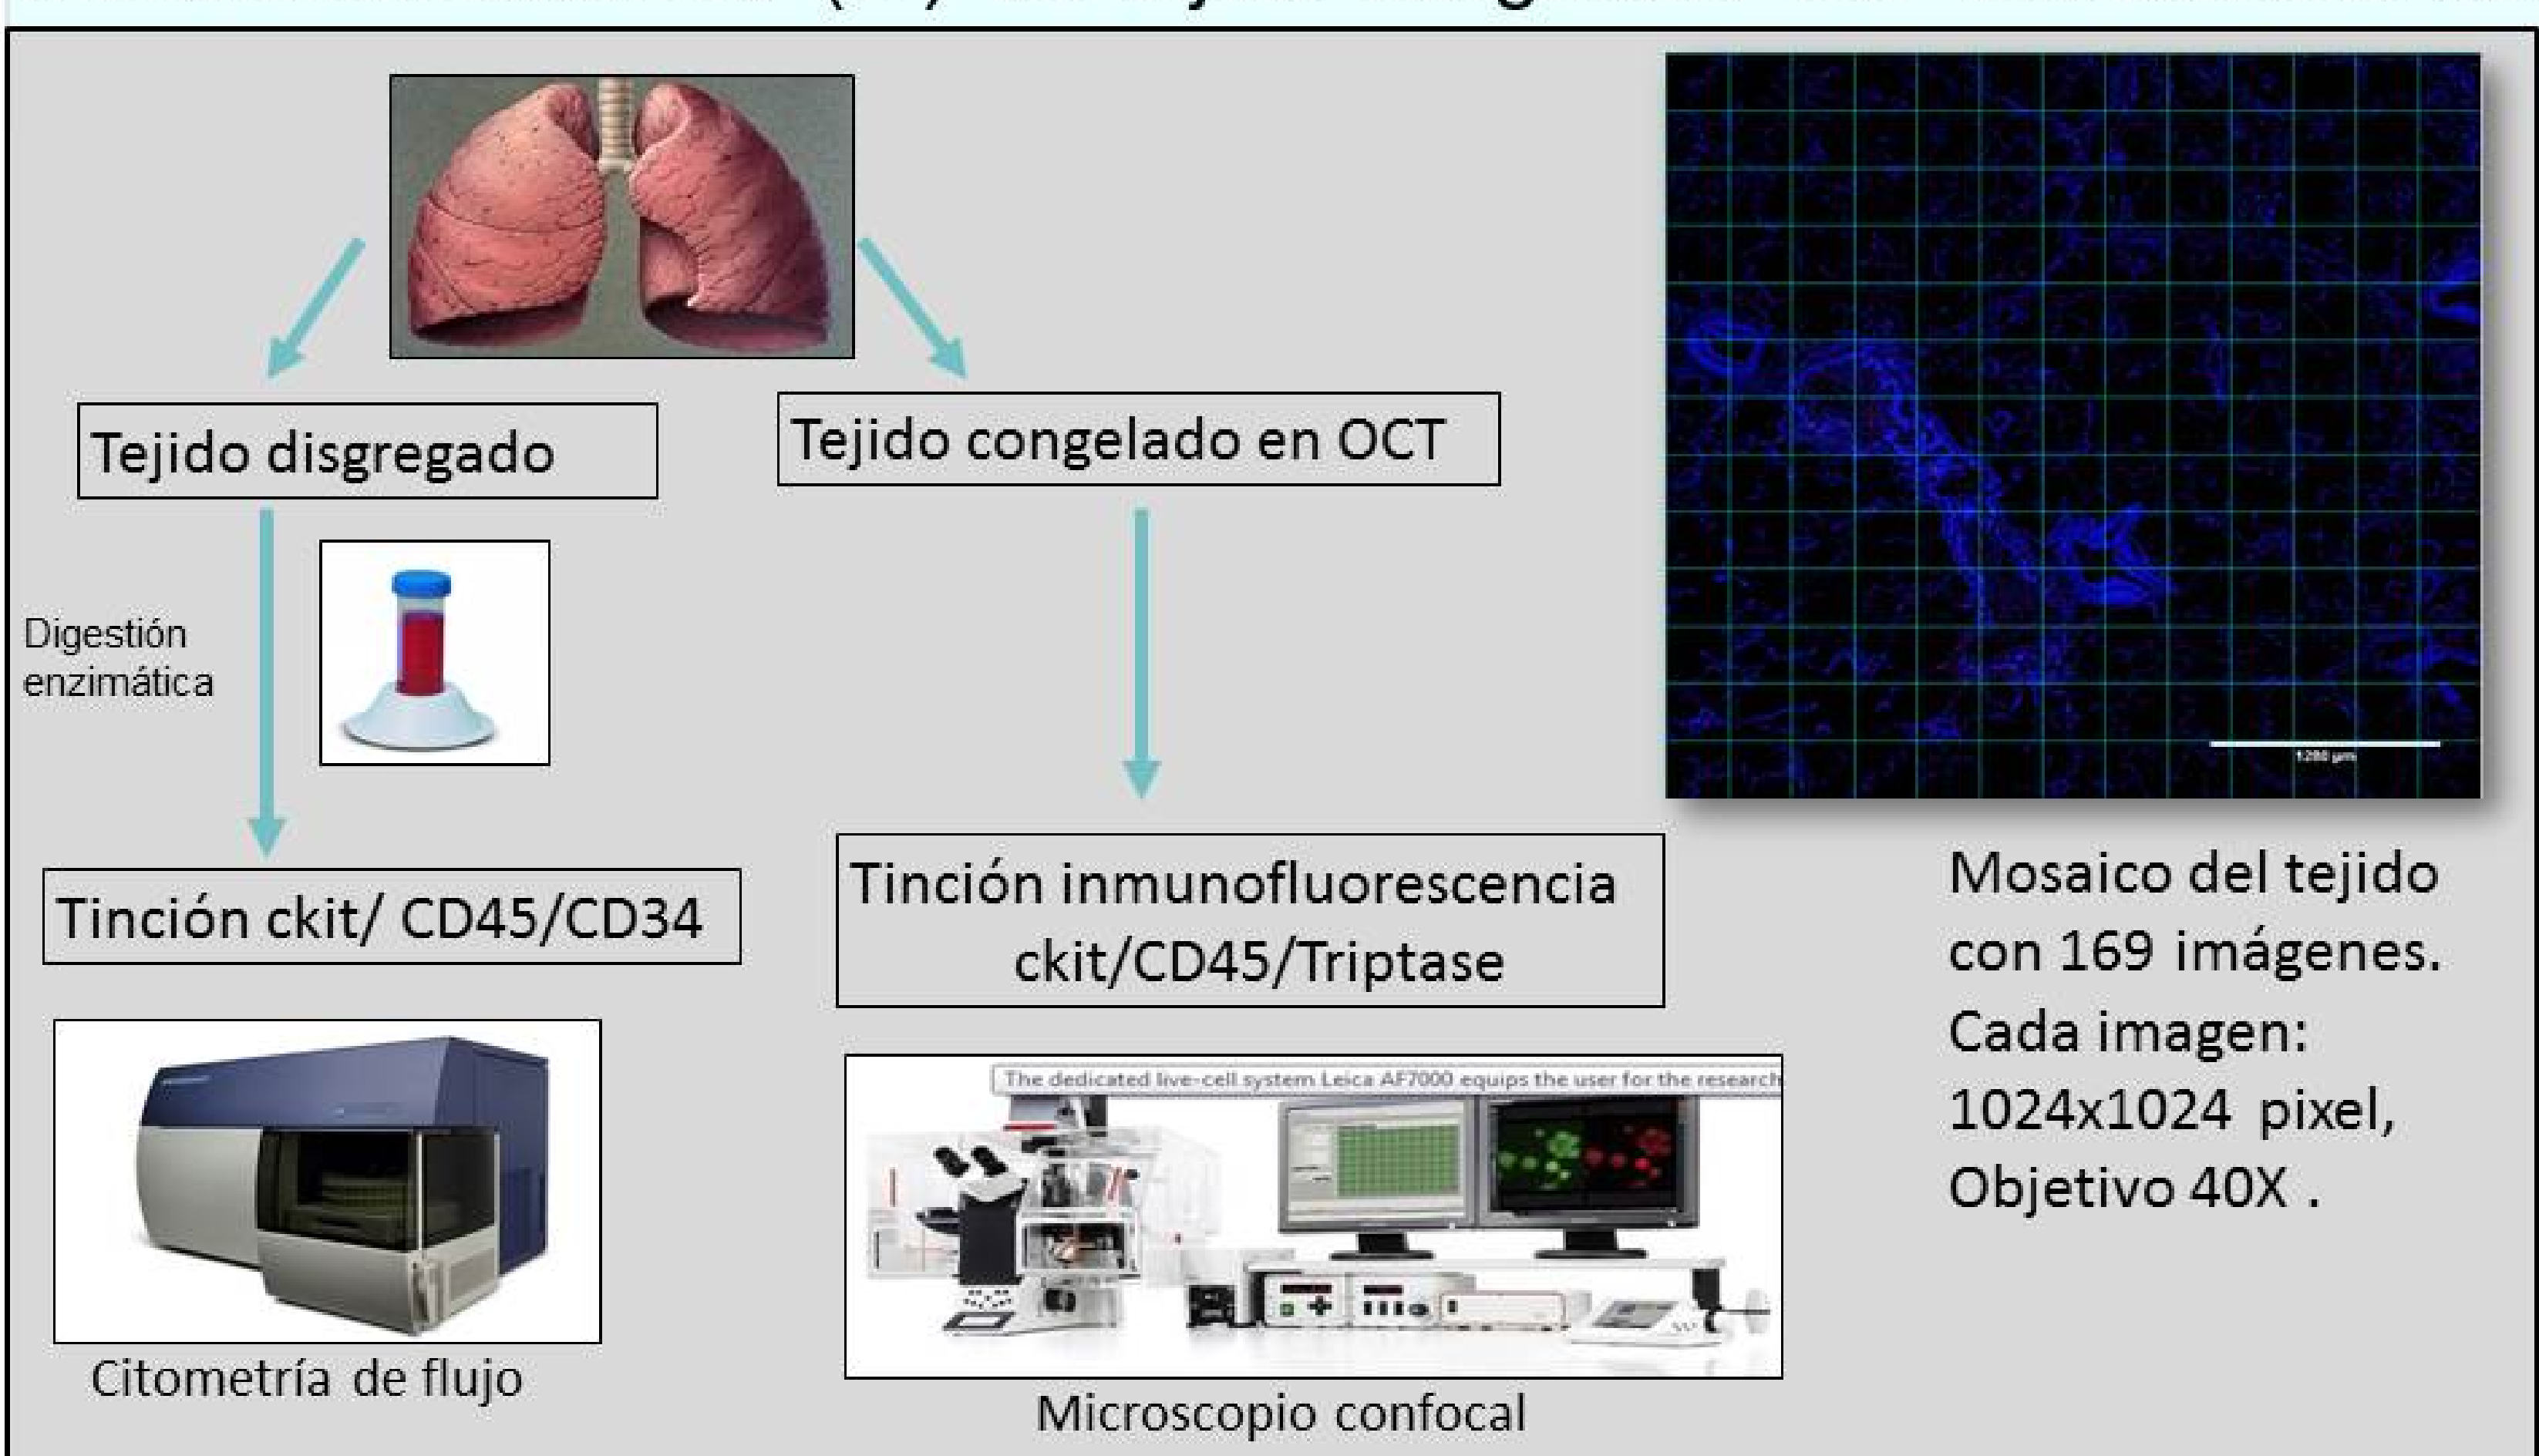 Tejido disgregado
Tejido congelado en OCT
Digestión
enzimática
Tinción ckit/ CD45/CD34
Tinción inmunofluorescencia
ckit/CD45/Triptase
The dedicated live-cell system Leica AF7000 equips the user for the research
Citometría de flujo
Microscopio confocal
1280 µm
Mosaico del tejido
con 169 imágenes.
Cada imagen:
1024x1024 pixel,
Objetivo 40X .